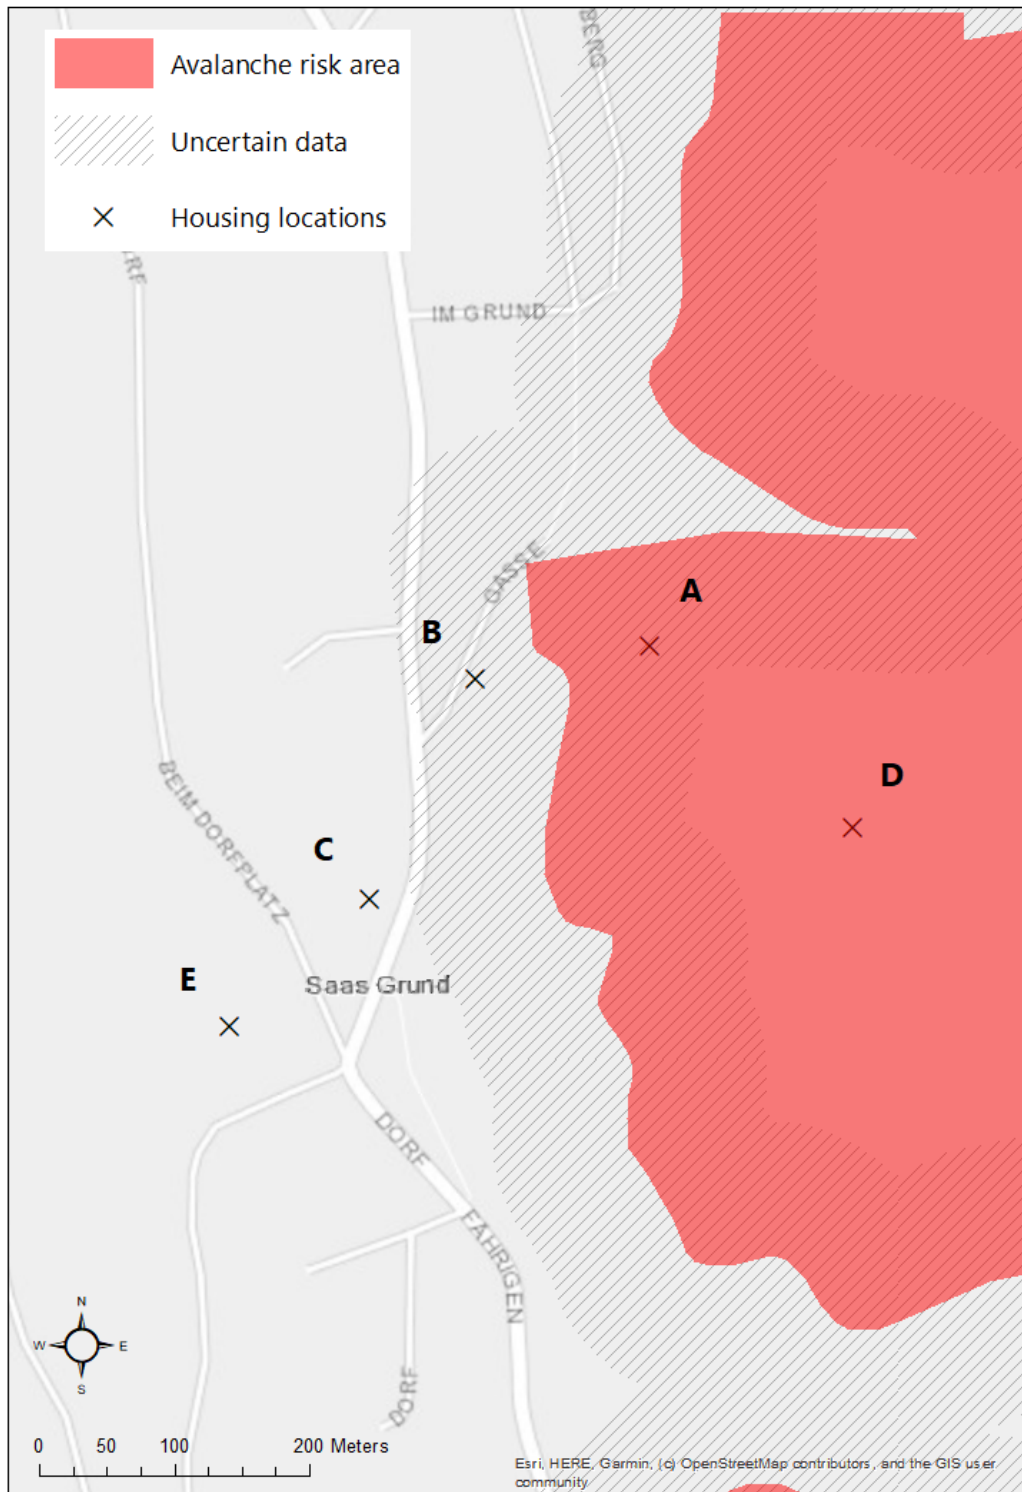 BERG
Avalanche risk area
Uncertain data
Housing locations
IM GRUND
GASSE
A
B
D
BEIM DORFPLATZ
C
E
Saas Grund
DORF
FAHRIGEN
N
W E
S
DORF
0 50 100 200 Meters
Esri, HERE, Garmin, (c) OpenStreetMap contributors, and the GIS user
community